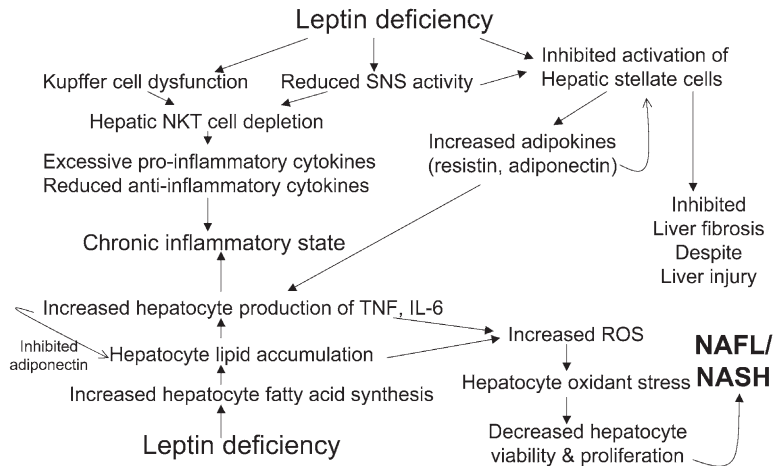 Leptin deficiency
Kupffer cell dysfunction
Reduced SNS activity
Inhibited activation of
Hepatic stellate cells
Hepatic NKT cell depletion
Excessive pro-inflammatory cytokines
Reduced anti-inflammatory cytokines
Increased adipokines
(resistin, adiponectin)
Chronic inflammatory state
Inhibited
Liver fibrosis
Despite
Liver injury
Increased hepatocyte production of TNF, IL-6
Inhibited
adiponectin
Hepatocyte lipid accumulation
Increased hepatocyte fatty acid synthesis
Leptin deficiency
Increased ROS
Hepatocyte oxidant stress
Decreased hepatocyte
viability & proliferation
NAFL/
NASH